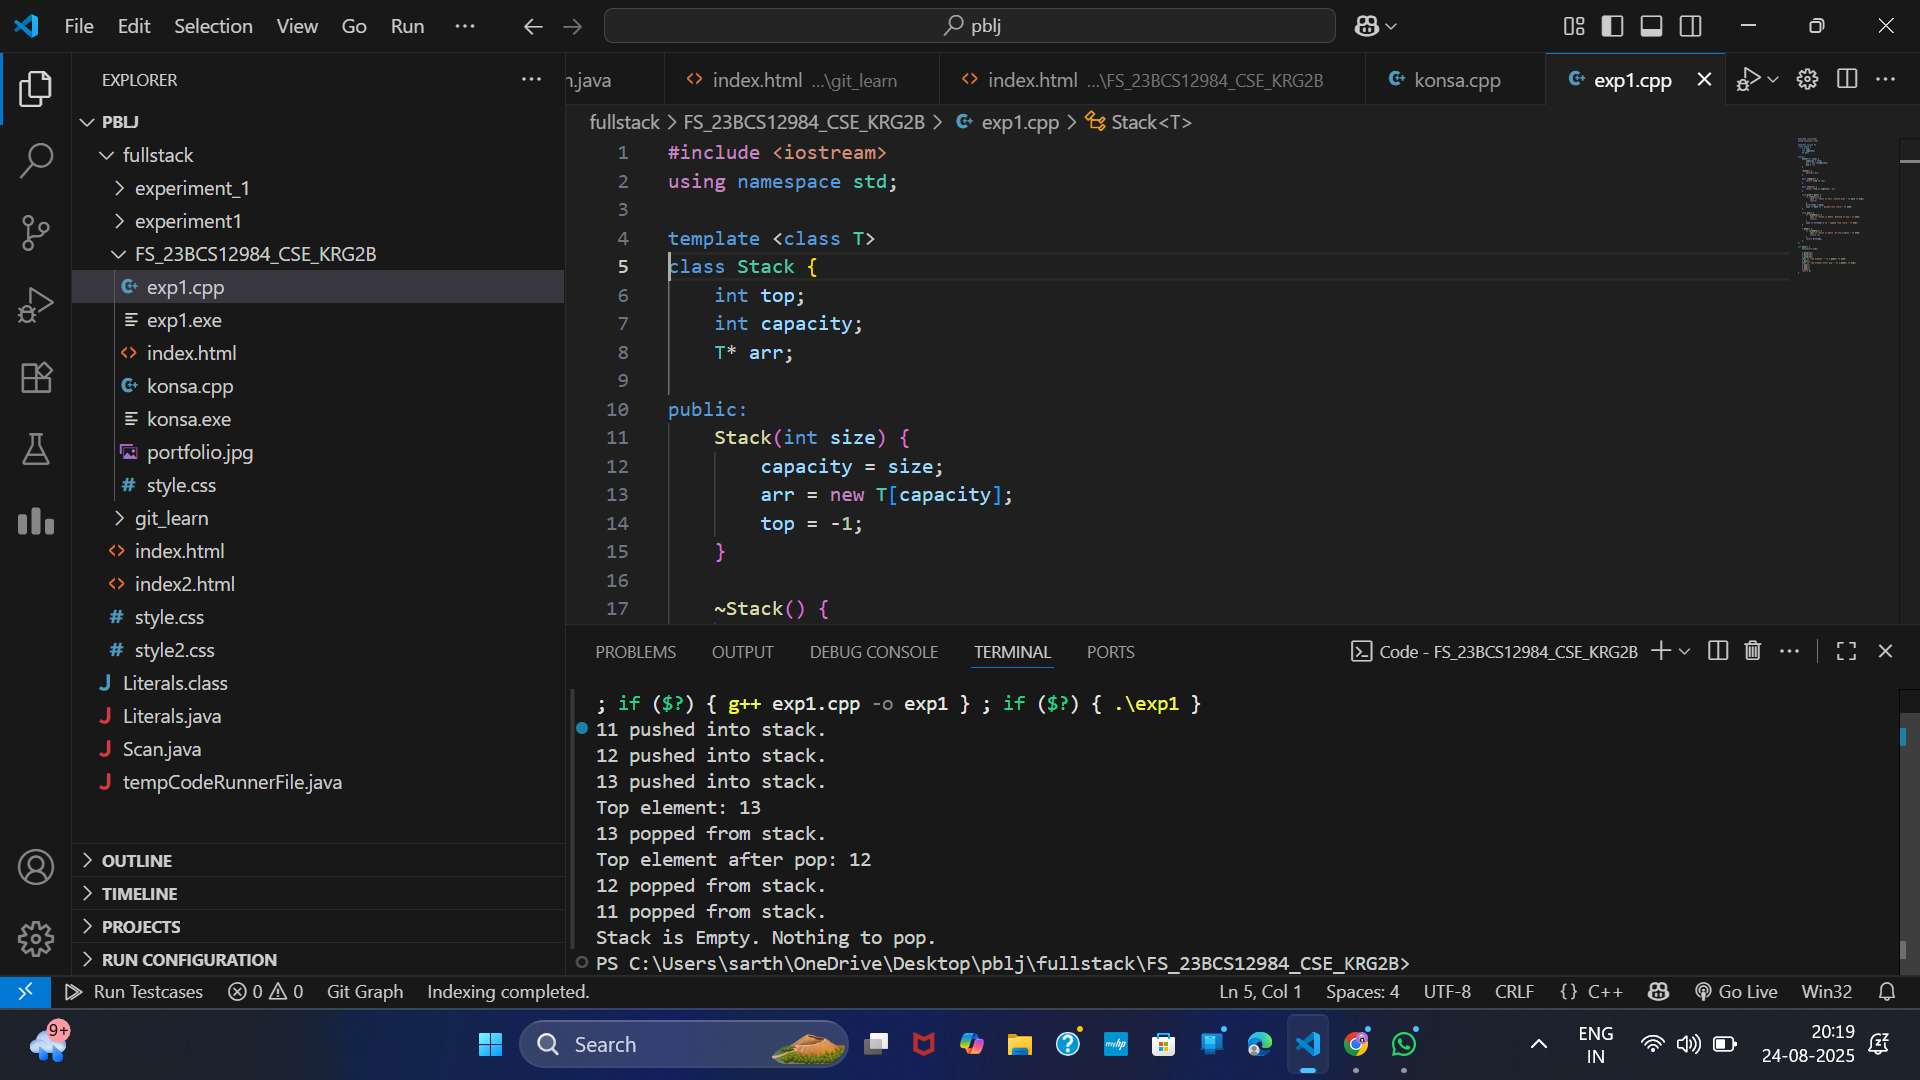 File Edit Selection View Go Run ... pblj
EXPLORER
PBLJ
fullstack
experiment_1
experiment1
FS_23BCS12984_CSE_KRG2B
exp1.cpp
exp1.exe
index.html
konsa.cpp
konsa.exe
portfolio.jpg
# style.css
git_learn
index.html
index2.html
# style.css
# style2.css
J Literals.class
J Literals.java
J Scan.java
J tempCodeRunnerFile.java
OUTLINE
TIMELINE
PROJECTS
RUN CONFIGURATION
n.java index.html ...\git_learn index.html ...\FS_23BCS12984_CSE_KRG2B konsa.cpp exp1.cpp
fullstack > FS_23BCS12984_CSE_KRG2B > exp1.cpp > Stack<T>
1 #include <iostream>
2 using namespace std;
3
4 template <class T>
5 class Stack {
6 int top;
7 int capacity;
8 T* arr;
9
10 public:
11 Stack(int size) {
12 capacity = size;
13 arr = new T[capacity];
14 top = -1;
15 }
16
17 ~Stack() {
PROBLEMS OUTPUT DEBUG CONSOLE TERMINAL PORTS Code - FS_23BCS12984_CSE_KRG2B
; if ($?) { g++ exp1.cpp -o exp1 } ; if ($?) { .\exp1 }
11 pushed into stack.
12 pushed into stack.
13 pushed into stack.
Top element: 13
13 popped from stack.
Top element after pop: 12
12 popped from stack.
11 popped from stack.
Stack is Empty. Nothing to pop.
PS C:\Users\sarth\OneDrive\Desktop\pblj\fullstack\FS_23BCS12984_CSE_KRG2B>
Run Testcases 0 0 Git Graph Indexing completed. Ln 5, Col 1 Spaces: 4 UTF-8 CRLF {} C++ Go Live Win32
9+ Search myhp ENG
IN
20:19
24-08-2025